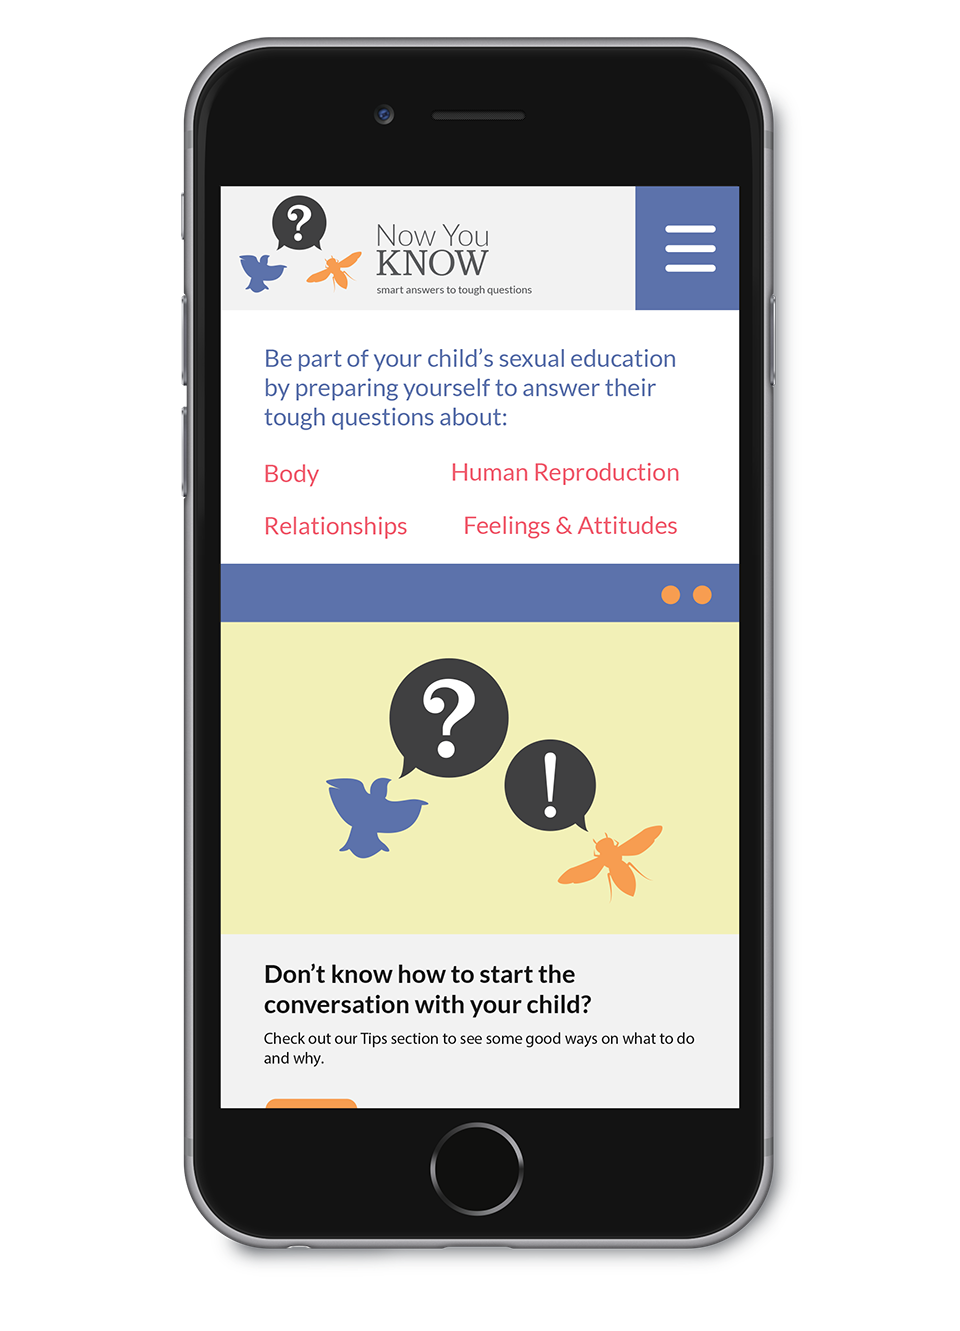 ?
Now You
KNOW
smart answers to tough questions
Be part of your child’s sexual education
by preparing yourself to answer their
tough questions about:
Body Human Reproduction
Relationships Feelings & Attitudes
?
!
Don’t know how to start the
conversation with your child?
Check out our Tips section to see some good ways on what to do
and why.